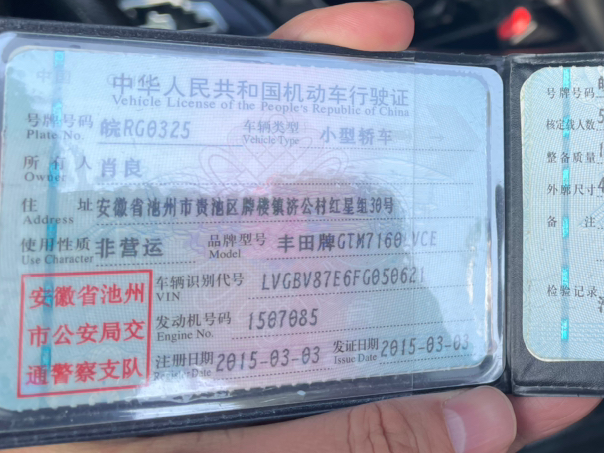 中华人民共和国机动车行驶证
Vehicle License of the People's Republic of China
号牌号码 皖RG0325 车辆类型 小型轿车
Plate No. Vehicle Type
所有人 肖良
Owner
住址 安徽省池州市贵池区牌楼镇济公村红星组30号
Address
使用性质 非营运 品牌型号 丰田牌GTM7160LVCE
Use Character Model
车辆识别代号 LVGBV87E6FG050621
VIN
发动机号码 1507085
Engine No.
注册日期 2015-03-03 发证日期 2015-03-03
Register Date Issue Date
安徽省池州
市公安局交
通警察支队
号牌号码 皖
核定载人数 5
整备质量
外廓尺寸 4
备注
检验记录